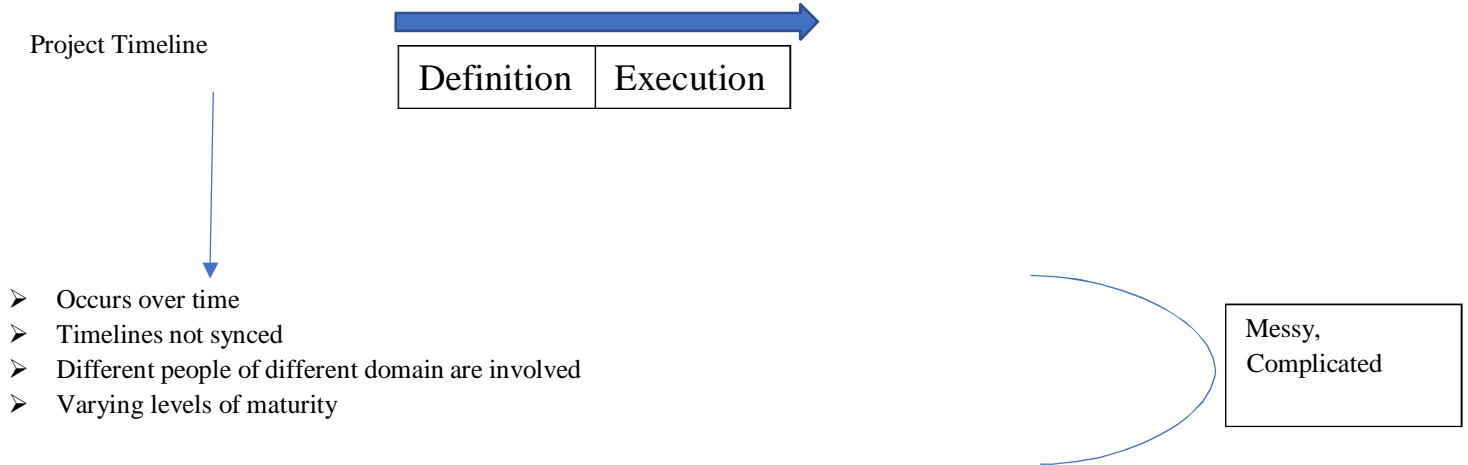 Project Timeline
Definition
Execution
➢ Occurs over time
➢ Timelines not synced
➢ Different people of different domain are involved
➢ Varying levels of maturity
Messy,
Complicated